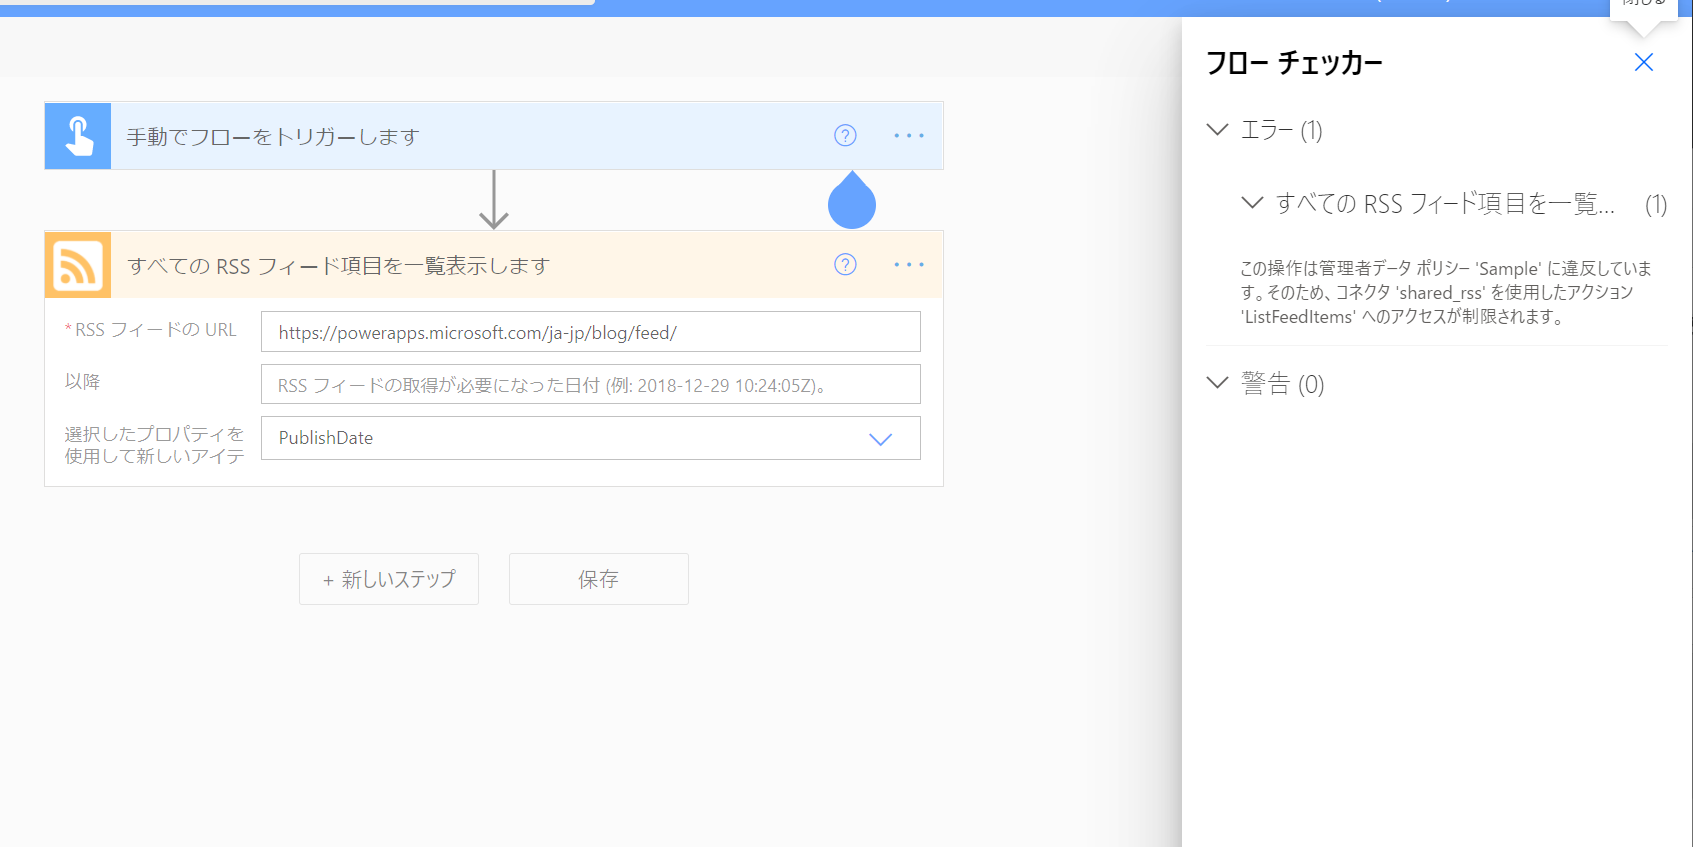 手動でフローをトリガーします
すべての RSS フィード項目を一覧表示します
*RSS フィードの URL
https://powerapps.microsoft.com/ja-jp/blog/feed/
以降
RSS フィードの取得が必要になった日付 (例: 2018-12-29 10:24:05Z)。
選択したプロパティを
使用して新しいアイテ
PublishDate
+ 新しいステップ
保存
フロー チェッカー
エラー (1)
すべての RSS フィード項目を一覧... (1)
この操作は管理者データ ポリシー 'Sample' に違反していま
す。そのため、コネクタ 'shared_rss' を使用したアクション
'ListFeedItems' へのアクセスが制限されます。
警告 (0)